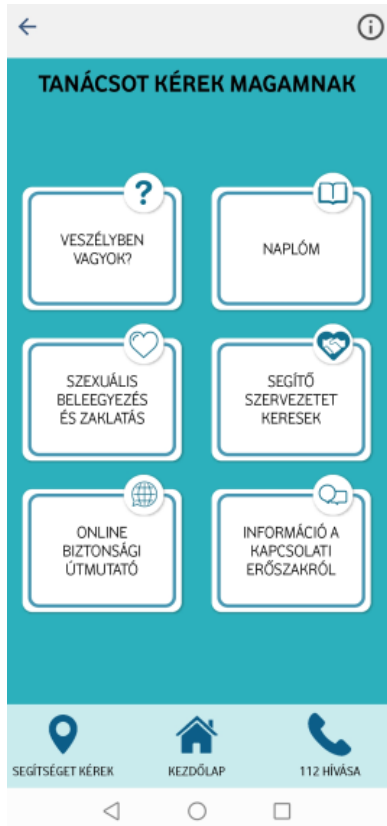 TANÁCSOT KÉREK MAGAMNAK
?
VESZÉLYBEN
VAGYOK?
NAPLÓM
SZEXUÁLIS
BELEEGYEZÉS
ÉS ZAKLATÁS
SEGÍTŐ
SZERVEZETET
KERESEK
ONLINE
BIZTONSÁGI
ÚTMUTATÓ
INFORMÁCIÓ A
KAPCSOLATI
ERŐSZAKRÓL
SEGÍTSÉGET KÉREK
KEZDŐLAP
112 HÍVÁSA